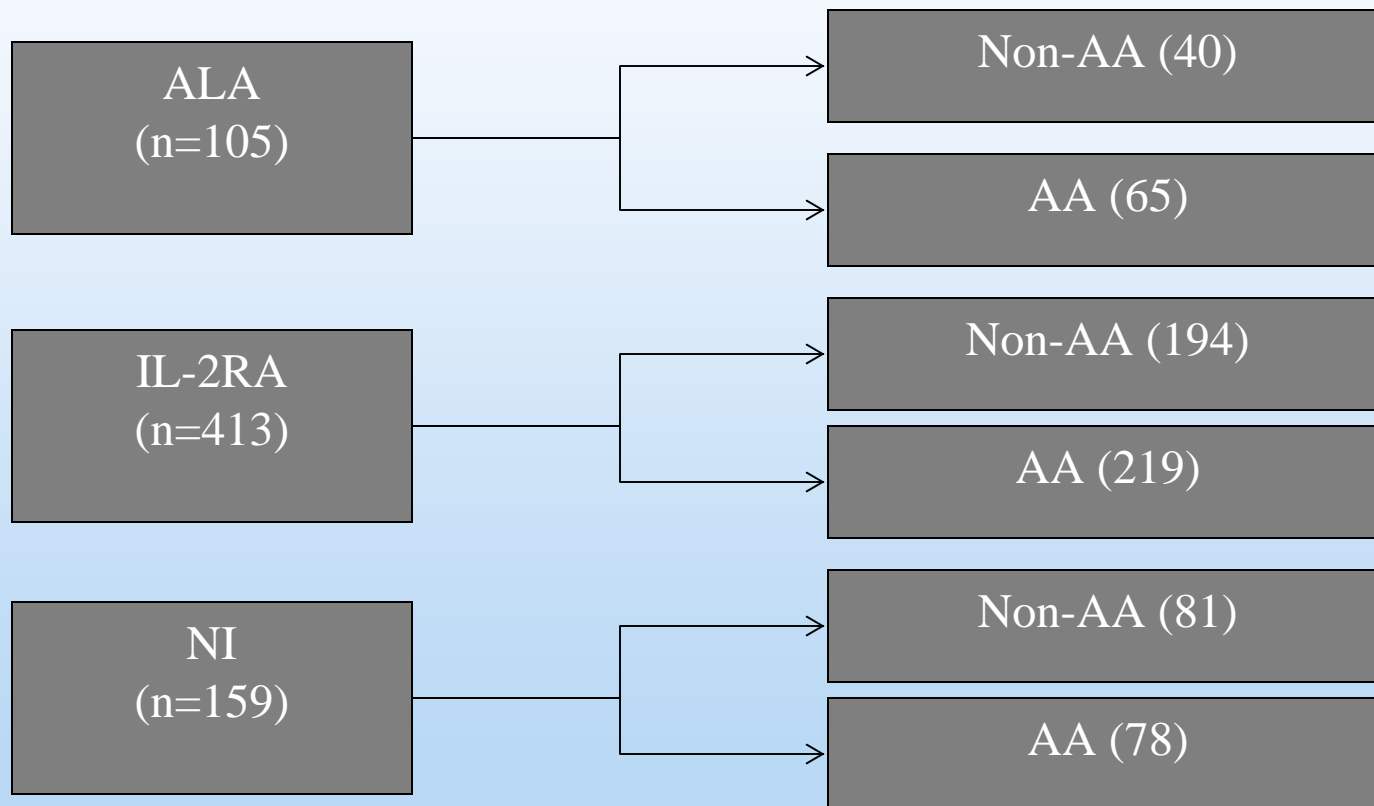 ALA
(n=105)
Non-AA (40)
AA (65)
IL-2RA
(n=413)
Non-AA (194)
AA (219)
NI
(n=159)
Non-AA (81)
AA (78)